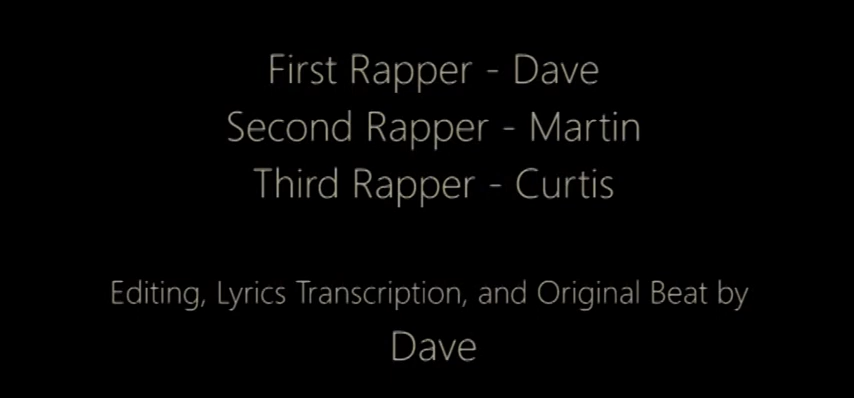 First Rapper - Dave
Second Rapper - Martin
Third Rapper - Curtis
Editing, Lyrics Transcription, and Original Beat by
Dave